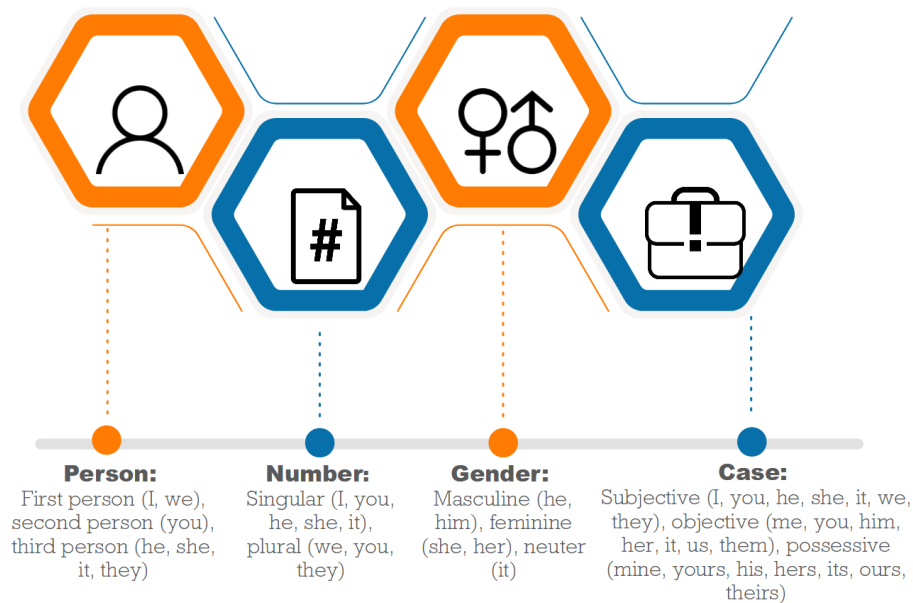 #
Person:
First person (I, we),
second person (you),
third person (he, she,
it, they)
Number:
Singular (I, you,
he, she, it),
plural (we, you,
they)
Gender:
Masculine (he,
him), feminine
(she, her), neuter
(it)
Case:
Subjective (I, you, he, she, it, we,
they), objective (me, you, him,
her, it, us, them), possessive
(mine, yours, his, hers, its, ours,
theirs)